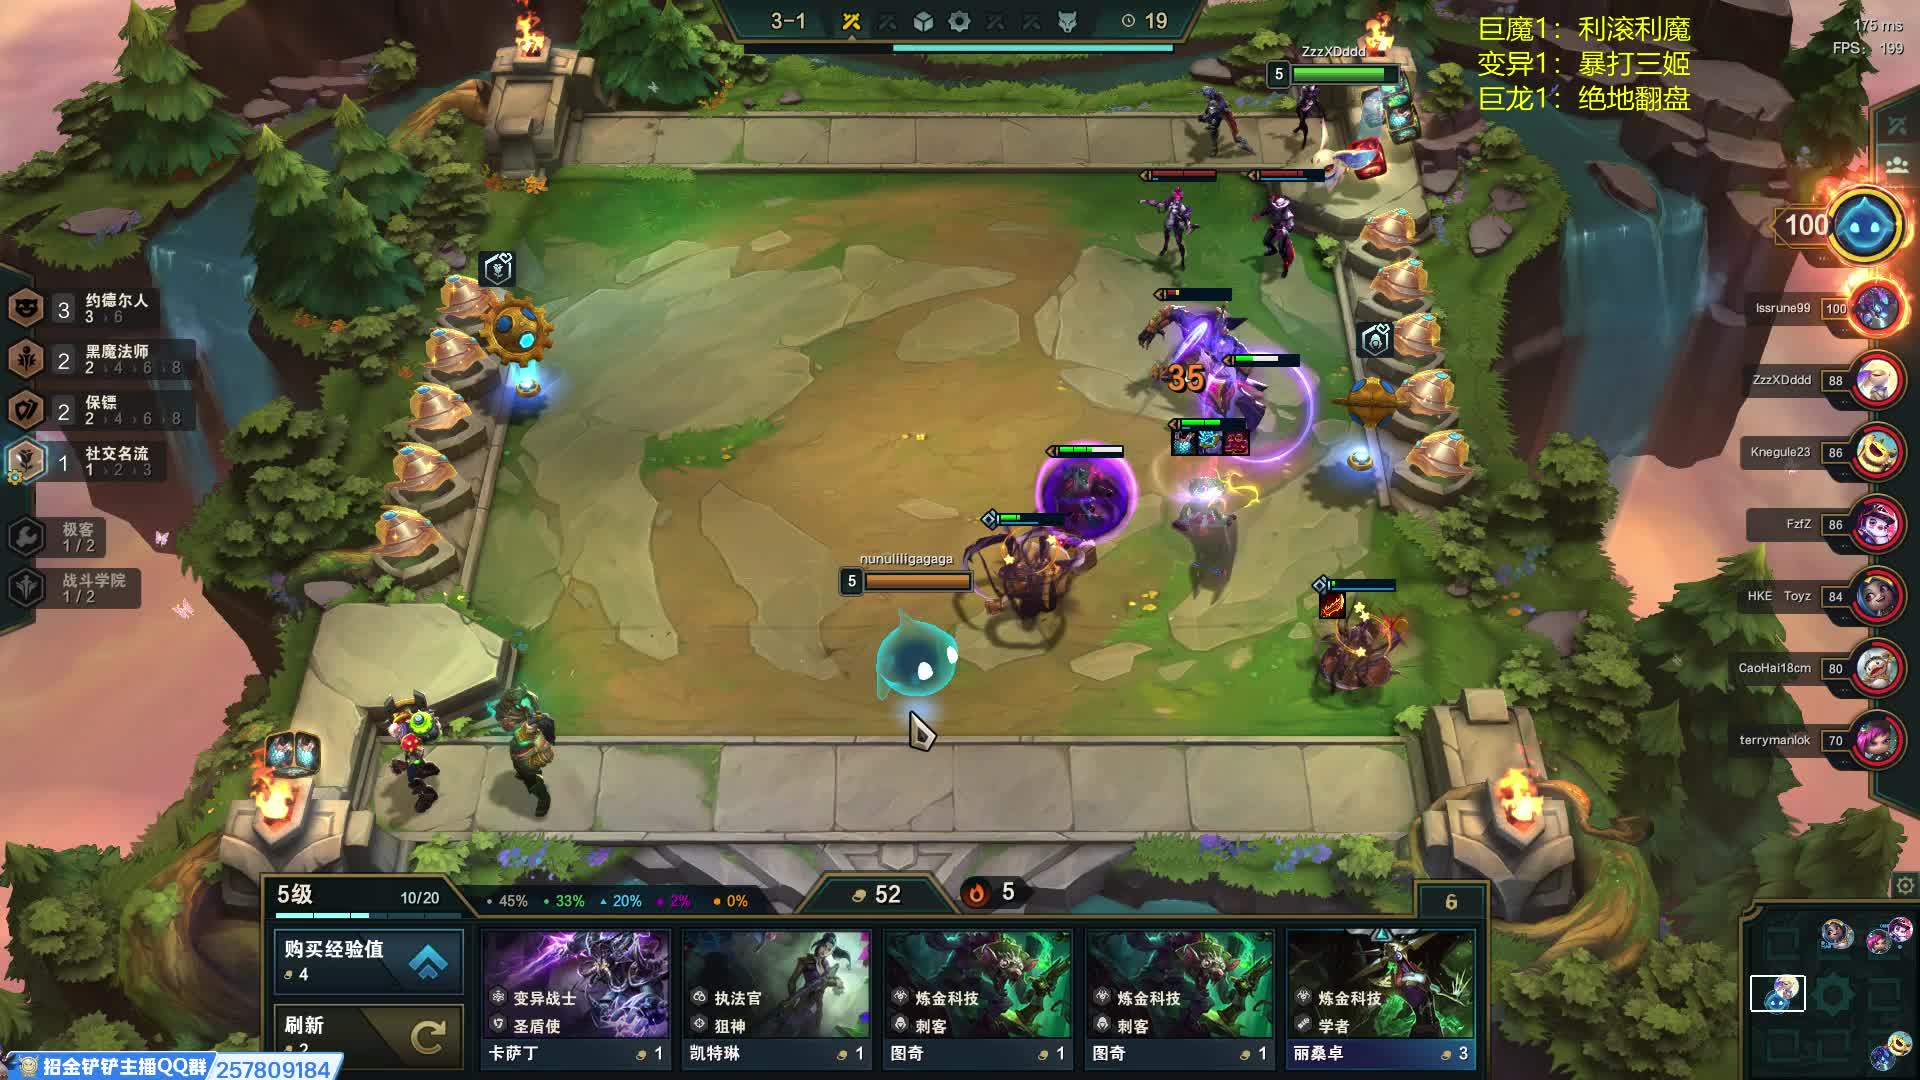 3-1
19
巨魔1：利滚利魔
变异1：暴打三姬
巨龙1：绝地翻盘
175 ms
FPS: 199
ZzzXDddd
5
100
Issrune99 100
ZzzXDddd 88
Knegule23 86
FzfZ 86
HKE Toyz 84
CaoHai18cm 80
terrymanlok 70
3 约德尔人
3 › 6
2 黑魔法师
2 › 4 › 6 › 8
2 保镖
2 › 4 › 6 › 8
1 社交名流
1 › 2 › 3
极客
1 / 2
战斗学院
1 / 2
35
nunuliligagaga
5
5级 10/20
45% 33% 20% 2% 0%
52
5
6
购买经验值
4
刷新
2
变异战士
圣盾使
卡萨丁 1
执法官
狙神
凯特琳 1
炼金科技
刺客
图奇 1
炼金科技
刺客
图奇 1
炼金科技
学者
丽桑卓 3
招金铲铲主播QQ群 257809184